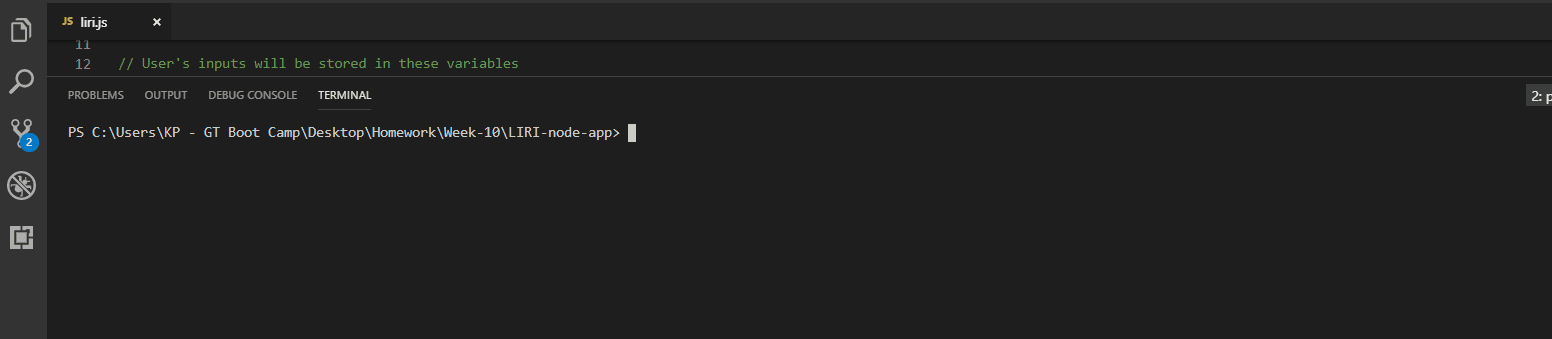 JS liri.js ×
11
12 // User's inputs will be stored in these variables
PROBLEMS OUTPUT DEBUG CONSOLE TERMINAL 2: p
PS C:\Users\KP - GT Boot Camp\Desktop\Homework\Week-10\LIRI-node-app>
2